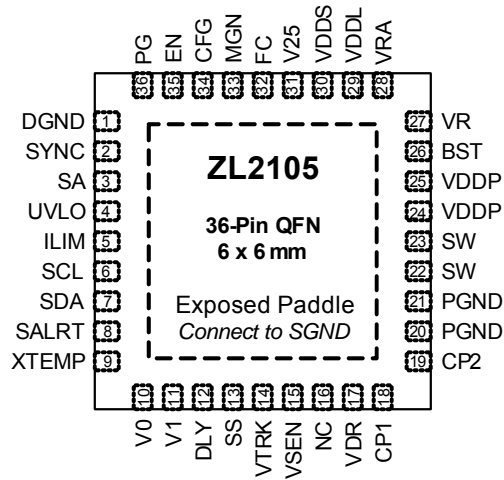 PG EN CFG MGN FC V25 VDDS VDDL VRA
36 35 34 33 32 31 30 29 28
DGND 1
SYNC 2
SA 3
UVLO 4
ILIM 5
SCL 6
SDA 7
SALRT 8
XTEMP 9
ZL2105
36-Pin QFN
6 x 6 mm
Exposed Paddle
Connect to SGND
27 VR
26 BST
25 VDDP
24 VDDP
23 SW
22 SW
21 PGND
20 PGND
19 CP2
10 11 12 13 14 15 16 17 18
V0 V1 DLY SS VTRK VSEN NC VDR CP1